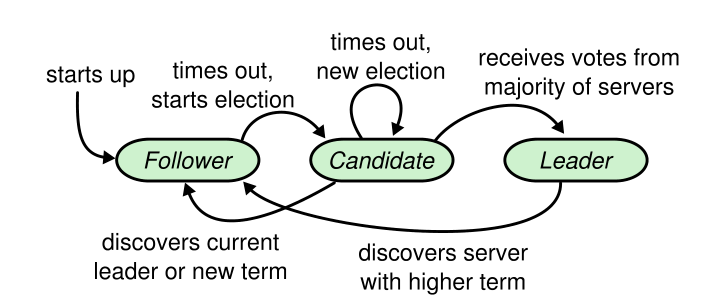 starts up
times out,
starts election
times out,
new election
receives votes from
majority of servers
Follower
Candidate
Leader
discovers current
leader or new term
discovers server
with higher term